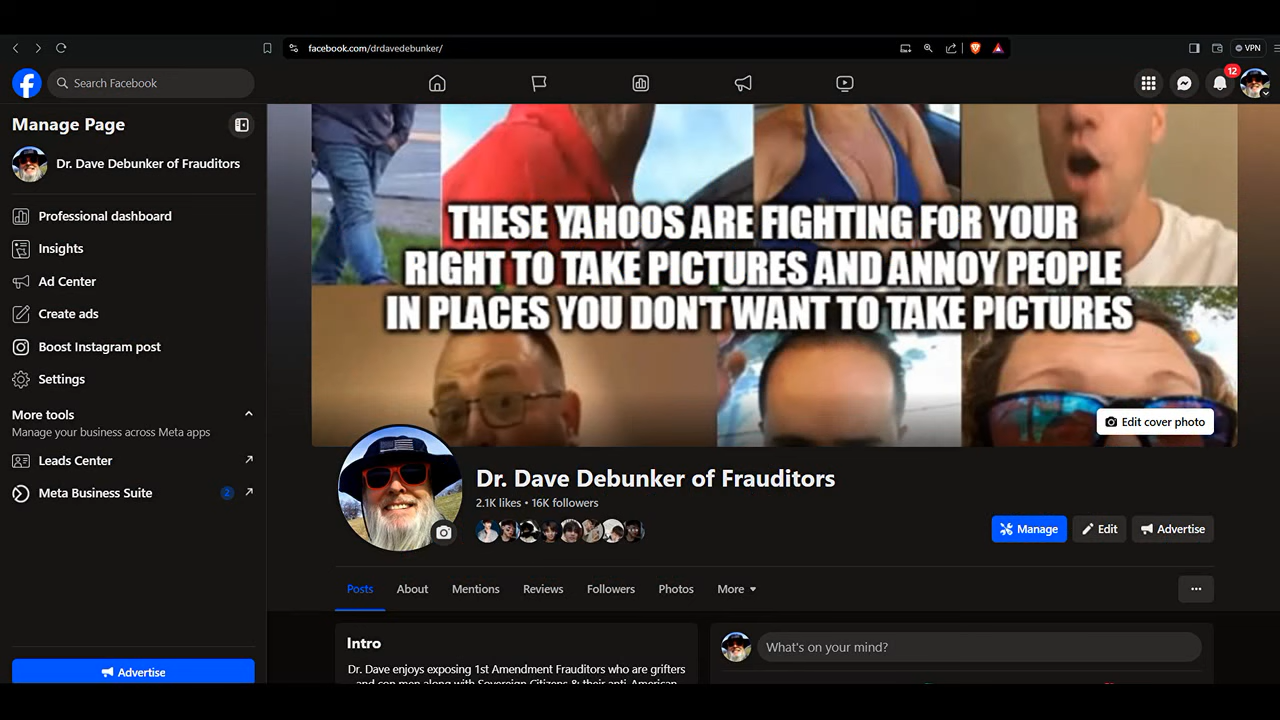 facebook.com/drdavedebunker/
VPN
Search Facebook
12
Manage Page
Dr. Dave Debunker of Frauditors
Professional dashboard
Insights
Ad Center
Create ads
Boost Instagram post
Settings
More tools
Manage your business across Meta apps
Leads Center
Meta Business Suite
2
Advertise
THESE YAHOOS ARE FIGHTING FOR YOUR
RIGHT TO TAKE PICTURES AND ANNOY PEOPLE
IN PLACES YOU DON'T WANT TO TAKE PICTURES
Edit cover photo
Dr. Dave Debunker of Frauditors
2.1K likes • 16K followers
Manage
Edit
Advertise
Posts
About
Mentions
Reviews
Followers
Photos
More
Intro
Dr. Dave enjoys exposing 1st Amendment Frauditors who are grifters
and con men along with Sovereign Citizens & their anti-American
What's on your mind?